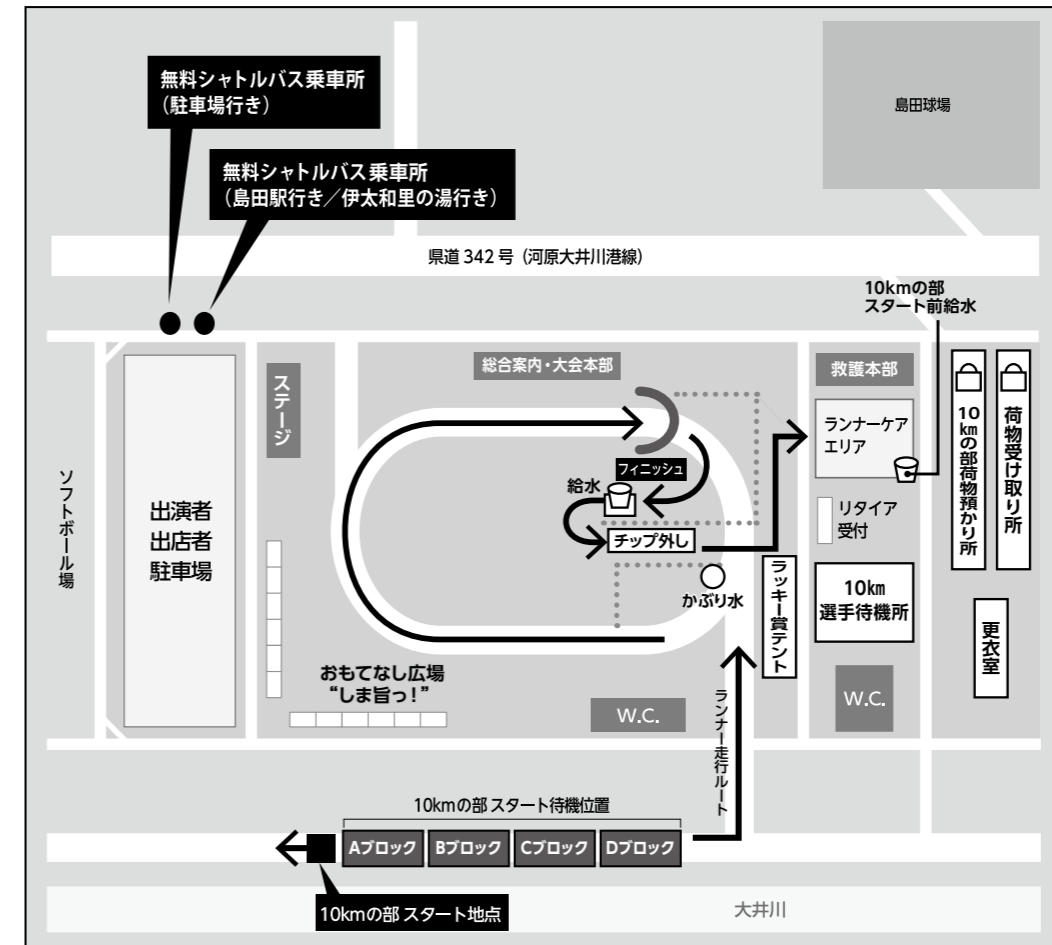 無料シャトルバス乗車所
（駐車場行き）
無料シャトルバス乗車所
（島田駅行き／伊太和里の湯行き）
島田球場
県道342号（河原大井川港線）
10kmの部
スタート前給水
総合案内・大会本部
救護本部
ステージ
ランナーケア
エリア
10kmの部荷物預かり所
荷物受け取り所
フィニッシュ
給水
チップ外し
リタイア
受付
ソフトボール場
出演者
出店者
駐車場
かぶり水
ラッキー賞テント
10km
選手待機所
更衣室
おもてなし広場
“しま旨っ！”
W.C.
W.C.
ランナー走行ルート
10kmの部 スタート待機位置
Aブロック
Bブロック
Cブロック
Dブロック
10kmの部 スタート地点
大井川